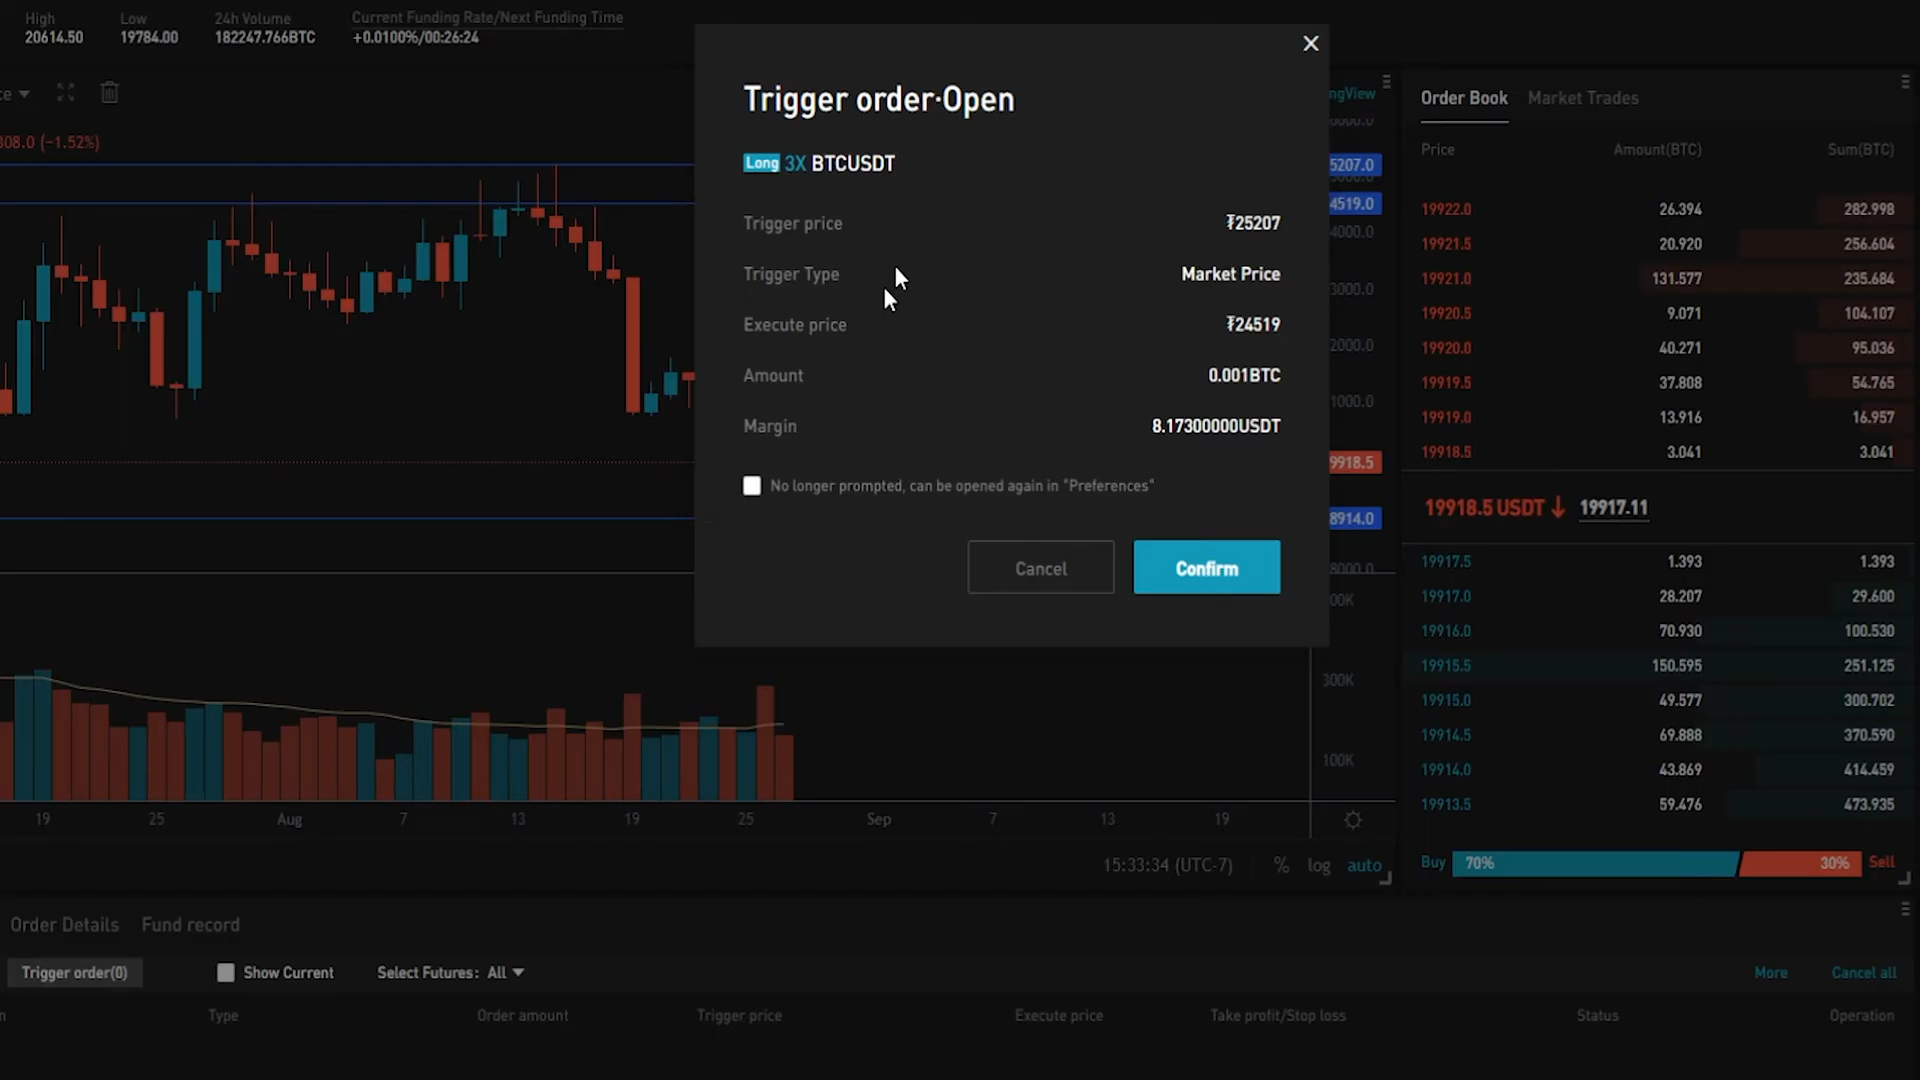 High Low 24h Volume Current Funding Rate/Next Funding Time
20614.50 19784.00 182247.766BTC +0.0100%/00:26:24
308.0 (−1.52%)
Trigger order·Open
Long 3X BTCUSDT
Trigger price ₮25207
Trigger Type Market Price
Execute price ₮24519
Amount 0.001BTC
Margin 8.17300000USDT
No longer prompted, can be opened again in "Preferences"
Cancel Confirm
ngView
5207.0
4519.0
4000.0
3000.0
2000.0
1000.0
9918.5
8914.0
8000.0
00K
300K
100K
19 25 Aug 7 13 19 25 Sep 7 13 19
15:33:34 (UTC-7) % log auto
Order Book Market Trades
Price Amount(BTC) Sum(BTC)
19922.0 26.394 282.998
19921.5 20.920 256.604
19921.0 131.577 235.684
19920.5 9.071 104.107
19920.0 40.271 95.036
19919.5 37.808 54.765
19919.0 13.916 16.957
19918.5 3.041 3.041
19918.5 USDT ↓ 19917.11
19917.5 1.393 1.393
19917.0 28.207 29.600
19916.0 70.930 100.530
19915.5 150.595 251.125
19915.0 49.577 300.702
19914.5 69.888 370.590
19914.0 43.869 414.459
19913.5 59.476 473.935
Buy 70% 30% Sell
Order Details Fund record
Trigger order(0) Show Current Select Futures: All More Cancel all
Type Order amount Trigger price Execute price Take profit/Stop loss Status Operation